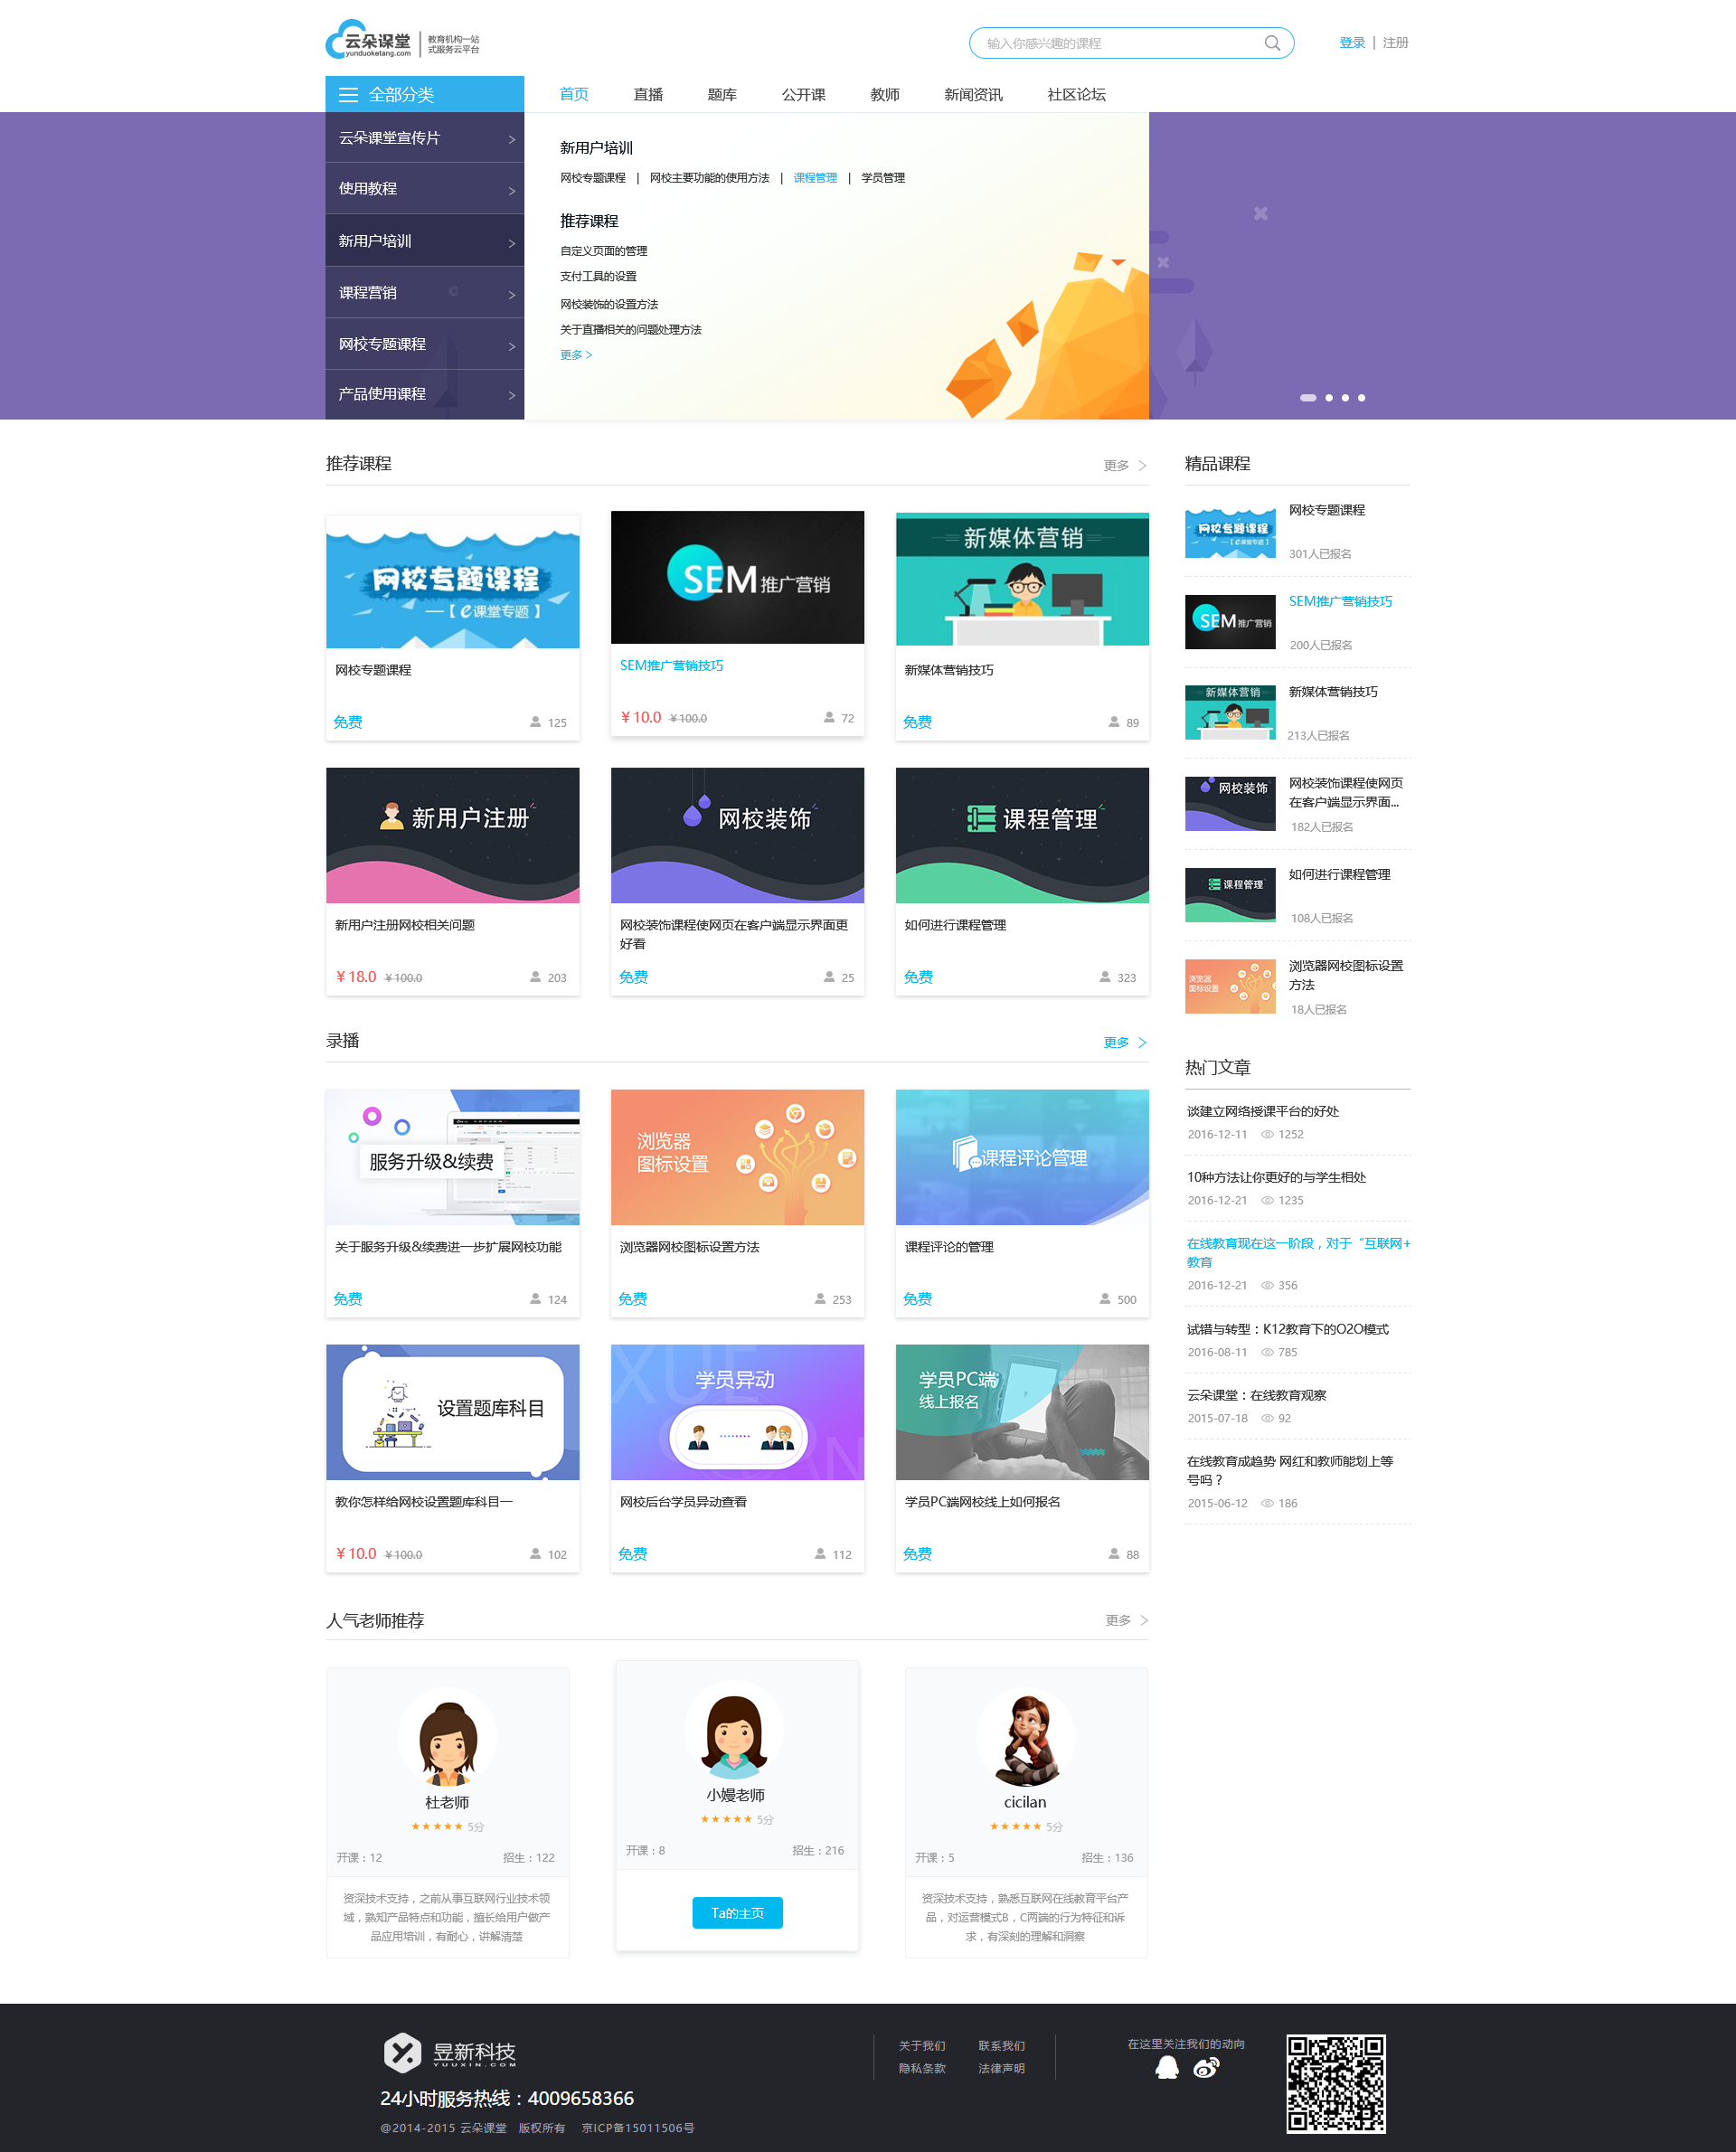 云朵课堂
yunduoketang.com
教育机构一站
式服务云平台
输入你感兴趣的课程
登录 | 注册
全部分类
首页 直播 题库 公开课 教师 新闻资讯 社区论坛
云朵课堂宣传片 >
使用教程 >
新用户培训 >
课程营销 >
网校专题课程 >
产品使用课程 >
新用户培训
网校专题课程 | 网校主要功能的使用方法 | 课程管理 | 学员管理
推荐课程
自定义页面的管理
支付工具的设置
网校装饰的设置方法
关于直播相关的问题处理方法
更多 >
推荐课程 更多 >
网校专题课程
—【e课堂专题】
SEM推广营销
新媒体营销
网校专题课程
SEM推广营销技巧
新媒体营销技巧
免费 125
￥10.0 ￥100.0 72
免费 89
新用户注册
网校装饰
课程管理
新用户注册网校相关问题
网校装饰课程使网页在客户端显示界面更
好看
如何进行课程管理
￥18.0 ￥100.0 203
免费 25
免费 323
录播 更多 >
服务升级&续费
浏览器
图标设置
课程评论管理
关于服务升级&续费进一步扩展网校功能
浏览器网校图标设置方法
课程评论的管理
免费 124
免费 253
免费 500
设置题库科目
XUE
学员异动
学员PC端
线上报名
教你怎样给网校设置题库科目一
网校后台学员异动查看
学员PC端网校线上如何报名
￥10.0 ￥100.0 102
免费 112
免费 88
人气老师推荐 更多 >
杜老师
★★★★★ 5分
开课：12 招生：122
资深技术支持，之前从事互联网行业技术领
域，熟知产品特点和功能，擅长给用户做产
品应用培训，有耐心，讲解清楚
小嫚老师
★★★★★ 5分
开课：8 招生：216
Ta的主页
cicilan
★★★★★ 5分
开课：5 招生：136
资深技术支持，熟悉互联网在线教育平台产
品，对运营模式B，C两端的行为特征和诉
求，有深刻的理解和洞察
精品课程
网校专题课程
—【e课堂专题】
网校专题课程
301人已报名
SEM推广营销
SEM推广营销技巧
200人已报名
新媒体营销
新媒体营销技巧
213人已报名
网校装饰
网校装饰课程使网页
在客户端显示界面...
182人已报名
课程管理
如何进行课程管理
108人已报名
浏览器
图标设置
浏览器网校图标设置
方法
18人已报名
热门文章
谈建立网络授课平台的好处
2016-12-11 1252
10种方法让你更好的与学生相处
2016-12-21 1235
在线教育现在这一阶段，对于“互联网+
教育
2016-12-21 356
试错与转型：K12教育下的O2O模式
2016-08-11 785
云朵课堂：在线教育观察
2015-07-18 92
在线教育成趋势 网红和教师能划上等
号吗？
2015-06-12 186
昱新科技
YUUXIN.COM
24小时服务热线：4009658366
@2014-2015 云朵课堂 版权所有 京ICP备15011506号
关于我们 联系我们
隐私条款 法律声明
在这里关注我们的动向